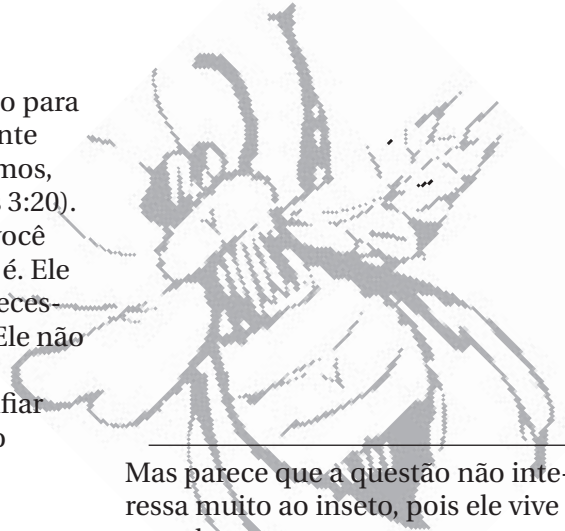 o para
nte
mos,
3:20).
você
é. Ele
eces-
Ele não
fiar
o
Mas parece que a questão não inte-
ressa muito ao inseto, pois ele vive